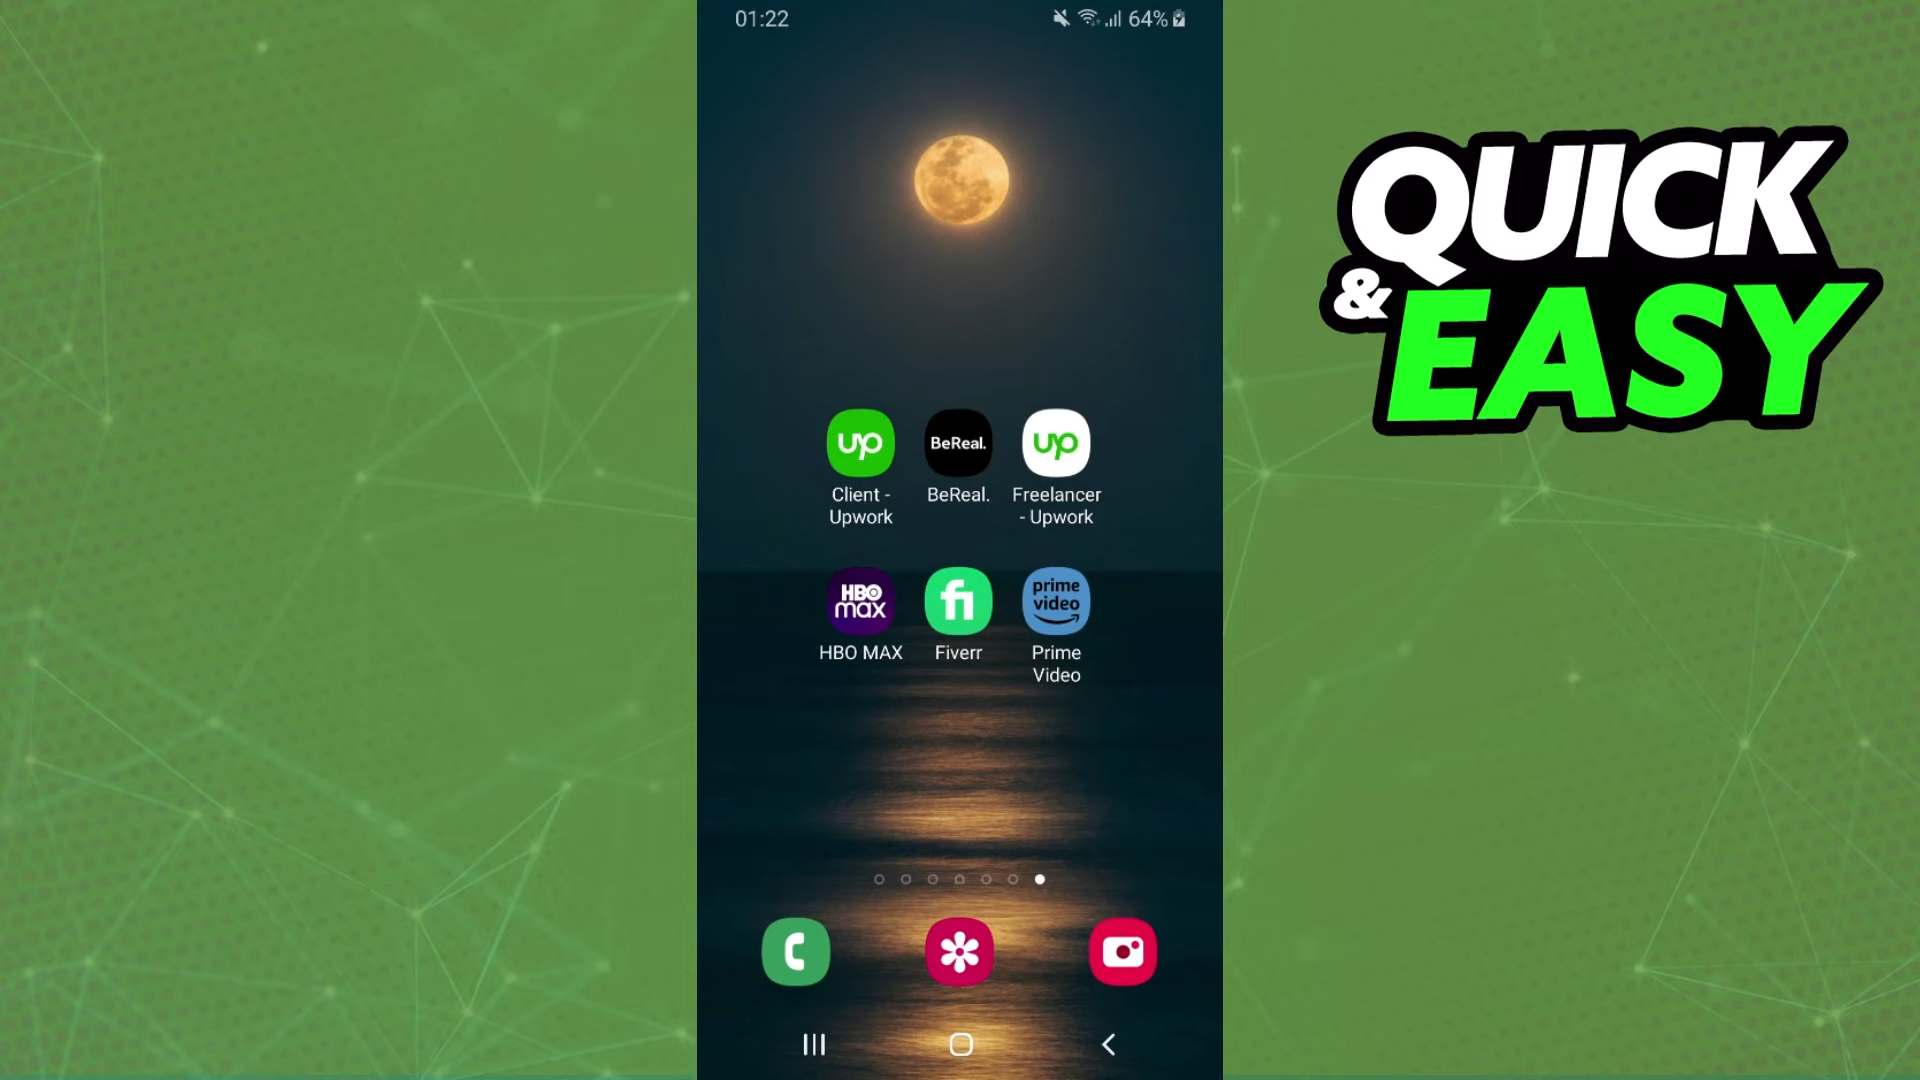 01:22
64%
QUICK
& EASY
up
BeReal.
up
Client -
Upwork
BeReal.
Freelancer
- Upwork
HBO
max
fi
prime
video
HBO MAX
Fiverr
Prime
Video